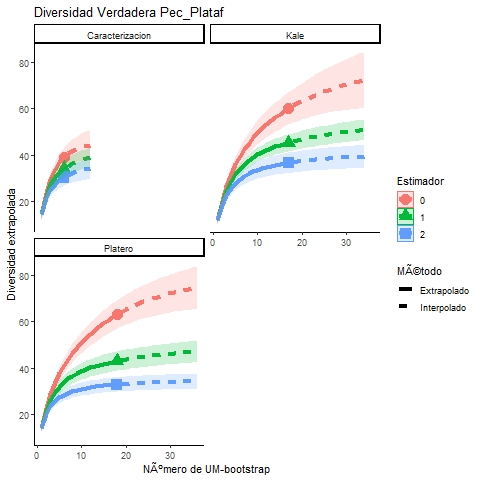 Diversidad Verdadera Pec_Plataf
Caracterizacion
Kale
80
60
40
20
0
10
20
30
Platero
80
60
40
20
0
10
20
30
Diversidad extrapolada
NÃºmero de UM-bootstrap
Estimador
0
1
2
MÃ©todo
Extrapolado
Interpolado